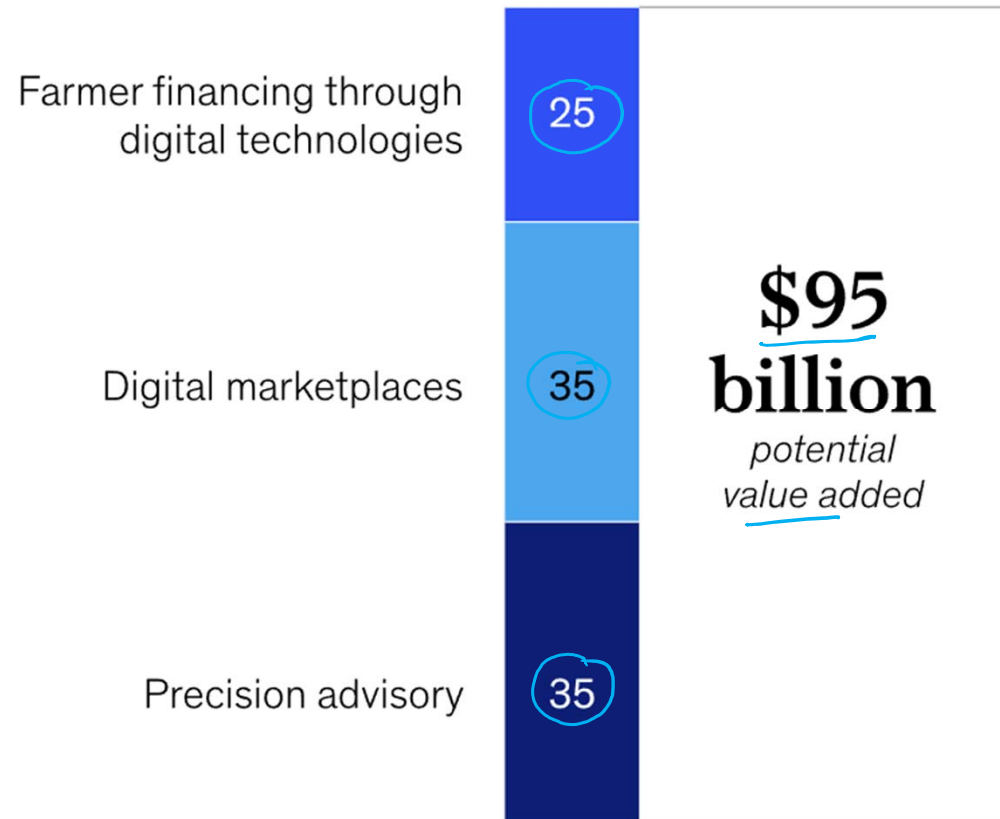 Farmer financing through
digital technologies
25
$95
billion
potential
value added
Digital marketplaces
35
Precision advisory
35